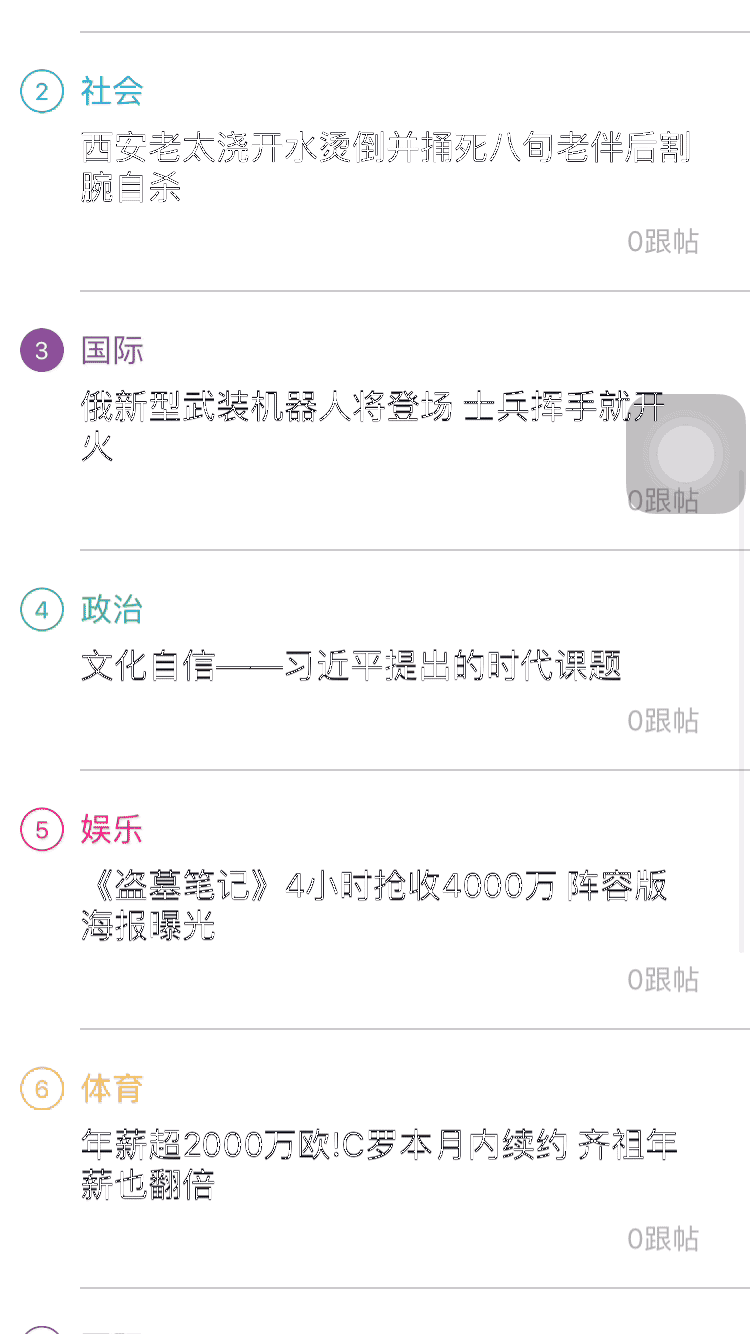 2 社会
西安老太浇开水烫倒并捅死八旬老伴后割
腕自杀
0跟帖
3 国际
俄新型武装机器人将登场 士兵挥手就开
火
0跟帖
4 政治
文化自信——习近平提出的时代课题
0跟帖
5 娱乐
《盗墓笔记》4小时抢收4000万 阵容版
海报曝光
0跟帖
6 体育
年薪超2000万欧!C罗本月内续约 齐祖年
薪也翻倍
0跟帖